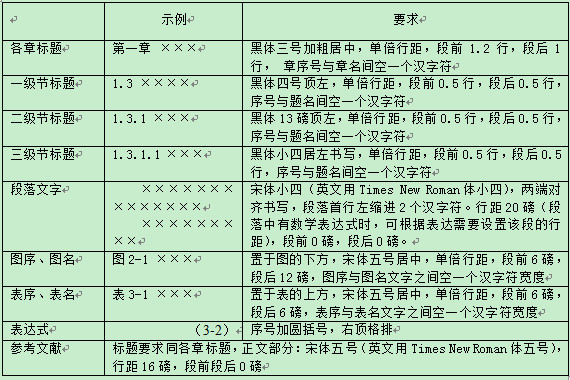 示例 要求
各章标题 第一章 ××× 黑体三号加粗居中，单倍行距，段前 1.2 行，段后 1
行， 章序号与章名间空一个汉字符
一级节标题 1.3 ×××× 黑体四号顶左，单倍行距，段前 0.5 行，段后 0.5 行，
序号与题名间空一个汉字符
二级节标题 1.3.1 ××× 黑体 13 磅顶左，单倍行距，段前 0.5 行，段后 0.5 行，
序号与题名间空一个汉字符
三级节标题 1.3.1.1 ××× 黑体小四居左书写，单倍行距，段前 0.5 行，段后 0.5
行，序号与题名间空一个汉字符
段落文字 ×××××××
×××××××
×××××××
××
宋体小四（英文用 Times New Roman 体小四），两端对
齐书写，段落首行左缩进 2 个汉字符。行距 20 磅（段
落中有数学表达式时，可根据表达需要设置该段的行
距），段前 0 磅，段后 0 磅。
图序、图名 图 2-1 ××× 置于图的下方，宋体五号居中，单倍行距，段前 6 磅，
段后 12 磅，图序与图名文字之间空一个汉字符宽度
表序、表名 表 3-1 ××× 置于表的上方，宋体五号居中，单倍行距，段前 6 磅，
段后 6 磅，表序与表名文字之间空一个汉字符宽度
表达式 （3-2） 序号加圆括号，右顶格排
参考文献 标题要求同各章标题，正文部分：宋体五号（英文用 Times New Roman 体五号），
行距 16 磅，段前段后 0 磅